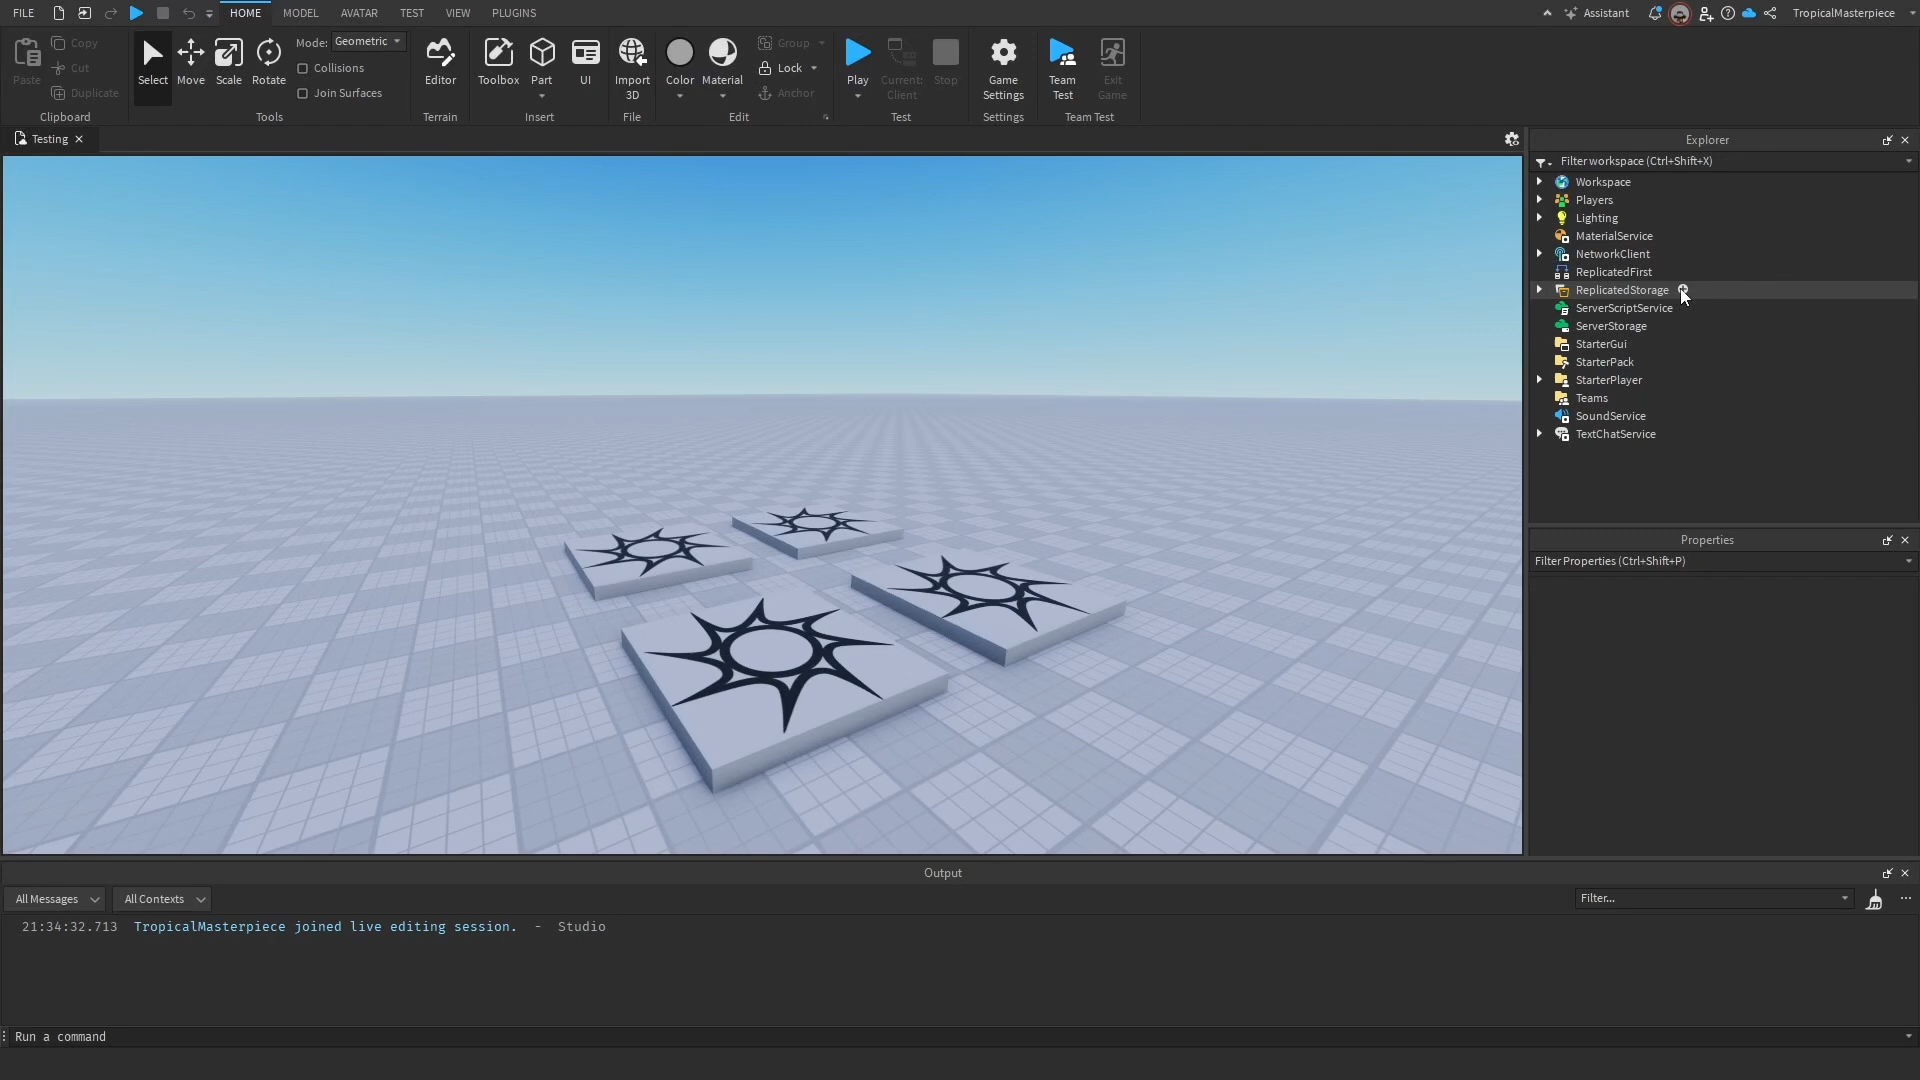 FILE
HOME
MODEL
AVATAR
TEST
VIEW
PLUGINS
Assistant
TropicalMasterpiece
Paste
Copy
Cut
Duplicate
Clipboard
Select
Move
Scale
Rotate
Mode: Geometric
Collisions
Join Surfaces
Tools
Editor
Terrain
Toolbox
Part
UI
Insert
Import
3D
File
Color
Material
Group
Lock
Anchor
Edit
Play
Current:
Client
Stop
Test
Game
Settings
Settings
Team
Test
Exit
Game
Team Test
Testing
Explorer
Filter workspace (Ctrl+Shift+X)
Workspace
Players
Lighting
MaterialService
NetworkClient
ReplicatedFirst
ReplicatedStorage
ServerScriptService
ServerStorage
StarterGui
StarterPack
StarterPlayer
Teams
SoundService
TextChatService
Properties
Filter Properties (Ctrl+Shift+P)
Output
All Messages
All Contexts
Filter...
21:34:32.713 TropicalMasterpiece joined live editing session. - Studio
Run a command